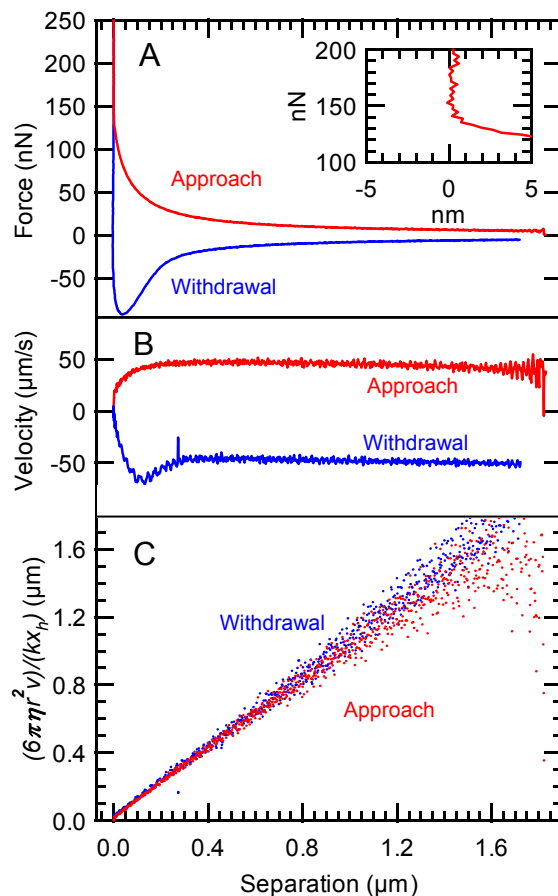 A
250
200
150
100
50
0
-50
Force (nN)
200
150
100
nN
-5
0
5
nm
Approach
Withdrawal
B
50
0
-50
Velocity (µm/s)
Approach
Withdrawal
C
1.6
1.2
0.8
0.4
0.0
(6πηr²v)/(kxₕ) (µm)
Withdrawal
Approach
0.0
0.4
0.8
1.2
1.6
Separation (µm)